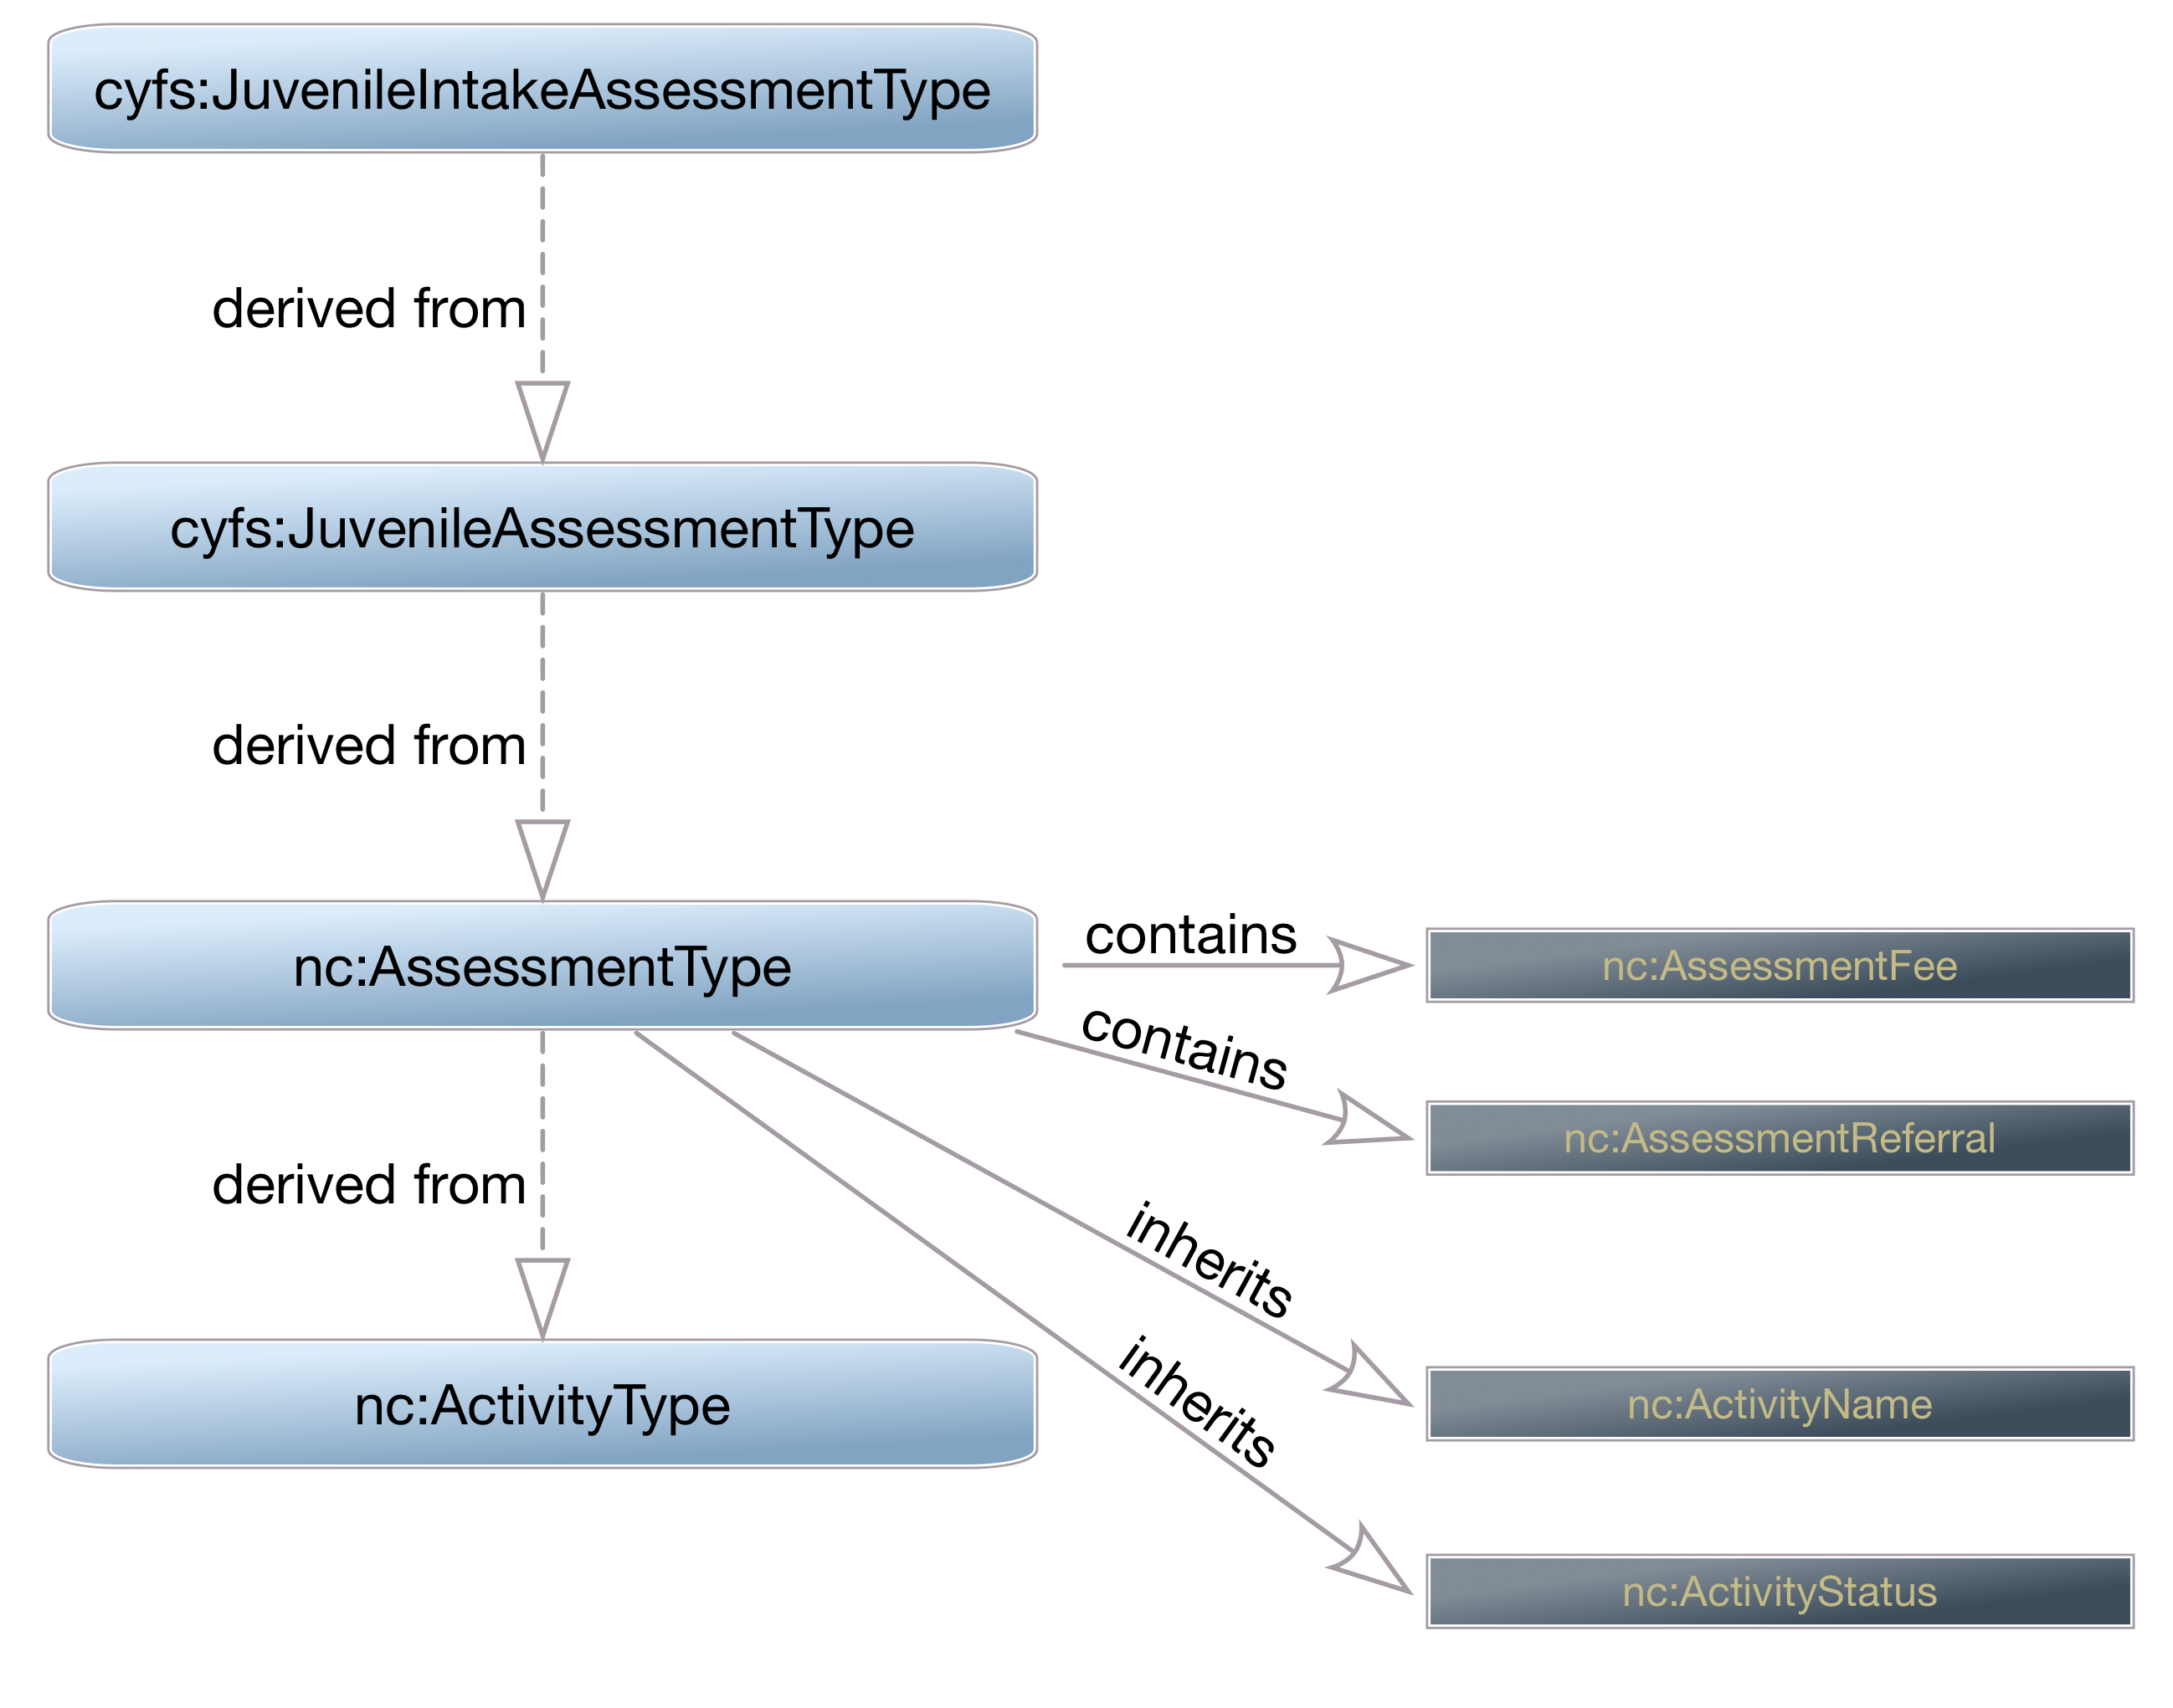 cyfs:JuvenileIntakeAssessmentType
derived from
cyfs:JuvenileAssessmentType
derived from
nc:AssessmentType
contains
nc:AssessmentFee
contains
nc:AssessmentReferral
derived from
inherits
inherits
nc:ActivityType
nc:ActivityName
nc:ActivityStatus